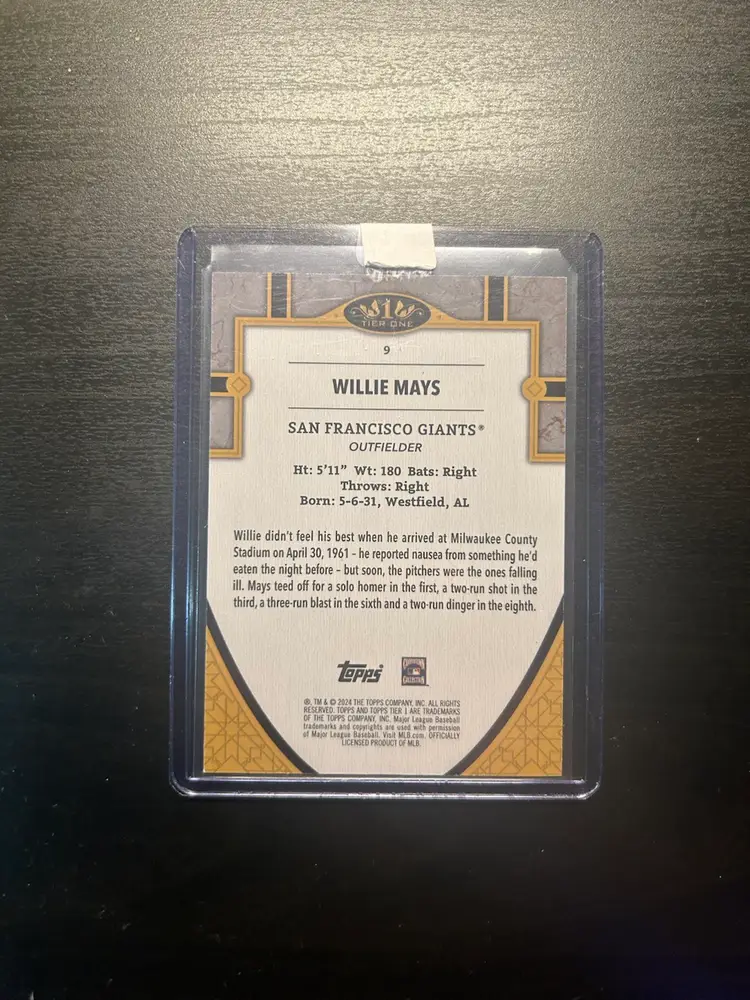 1
TIER ONE
9
WILLIE MAYS
SAN FRANCISCO GIANTS®
OUTFIELDER
Ht: 5'11" Wt: 180 Bats: Right
Throws: Right
Born: 5-6-31, Westfield, AL
Willie didn't feel his best when he arrived at Milwaukee County
Stadium on April 30, 1961 – he reported nausea from something he'd
eaten the night before – but soon, the pitchers were the ones falling
ill. Mays teed off for a solo homer in the first, a two-run shot in the
third, a three-run blast in the sixth and a two-run dinger in the eighth.
topps
®, TM & © 2024 THE TOPPS COMPANY, INC. ALL RIGHTS
RESERVED. TOPPS AND TOPPS TIER 1 ARE TRADEMARKS
OF THE TOPPS COMPANY, INC. Major League Baseball
trademarks and copyrights are used with permission
of Major League Baseball. Visit MLB.com. OFFICIALLY
LICENSED PRODUCT OF MLB.